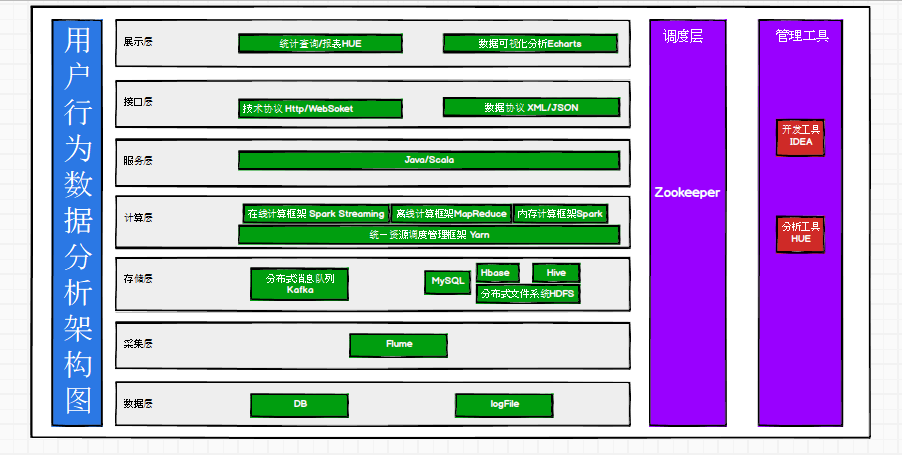 用户行为数据分析架构图
展示层
统计查询/报表HUE
数据可视化分析Echarts
接口层
技术协议 Http/WebSoket
数据协议 XML/JSON
服务层
Java/Scala
计算层
在线计算框架 Spark Streaming
离线计算框架MapReduce
内存计算框架Spark
统一资源调度管理框架 Yarn
存储层
分布式消息队列
Kafka
MySQL
Hbase
Hive
分布式文件系统HDFS
采集层
Flume
数据层
DB
logFile
调度层
Zookeeper
管理工具
开发工具
IDEA
分析工具
HUE